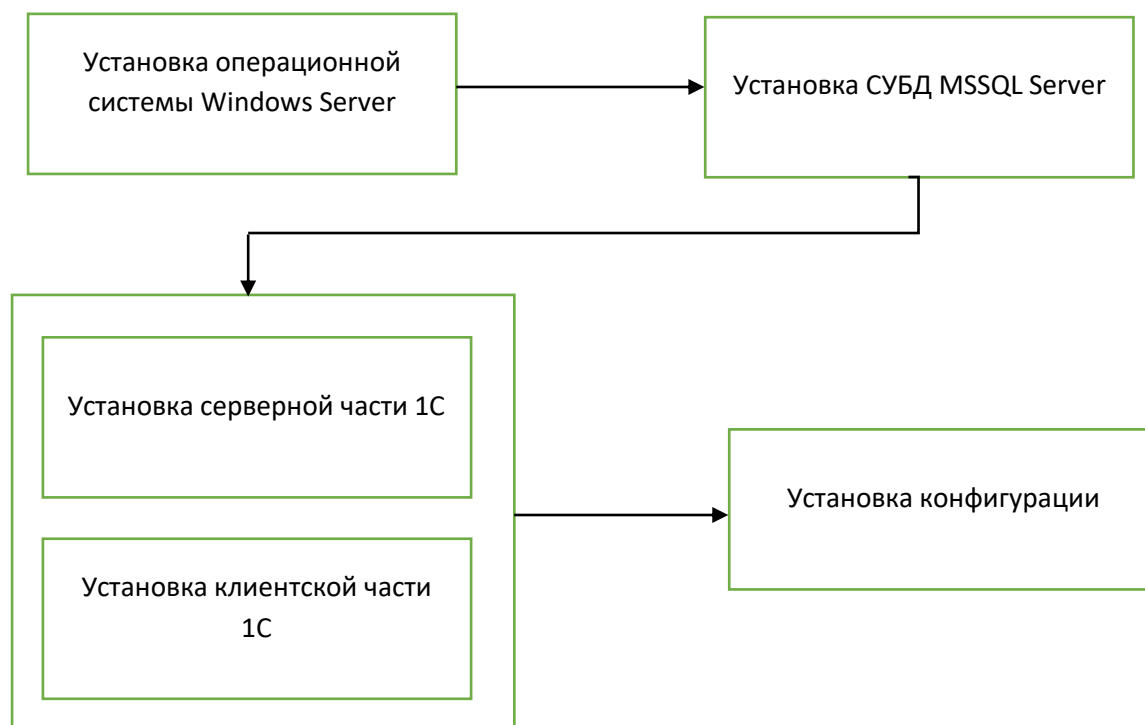 Установка операционной
системы Windows Server
Установка СУБД MSSQL Server
Установка серверной части 1С
Установка клиентской части
1С
Установка конфигурации